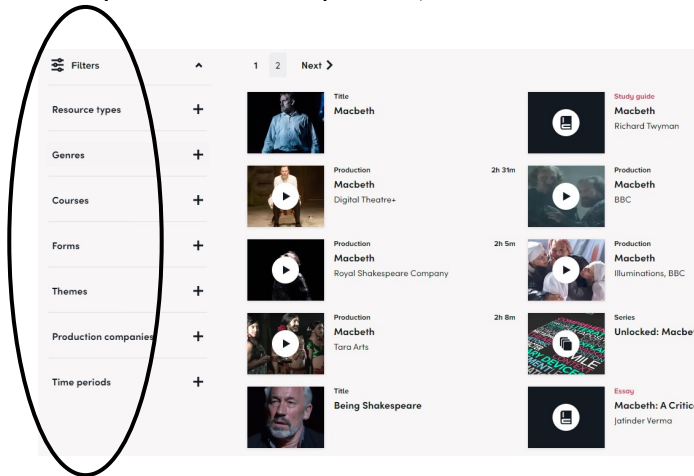 Filters
Resource types
Genres
Courses
Forms
Themes
Production companies
Time periods
1 2 Next
Title
Macbeth
Study guide
Macbeth
Richard Twyman
Production 2h 31m
Macbeth
Digital Theatre+
Production
Macbeth
BBC
Production 2h 5m
Macbeth
Royal Shakespeare Company
Production
Macbeth
Illuminations, BBC
Production 2h 8m
Macbeth
Tara Arts
Series
Unlocked: Macbe
Title
Being Shakespeare
Essay
Macbeth: A Critic
Jatinder Verma